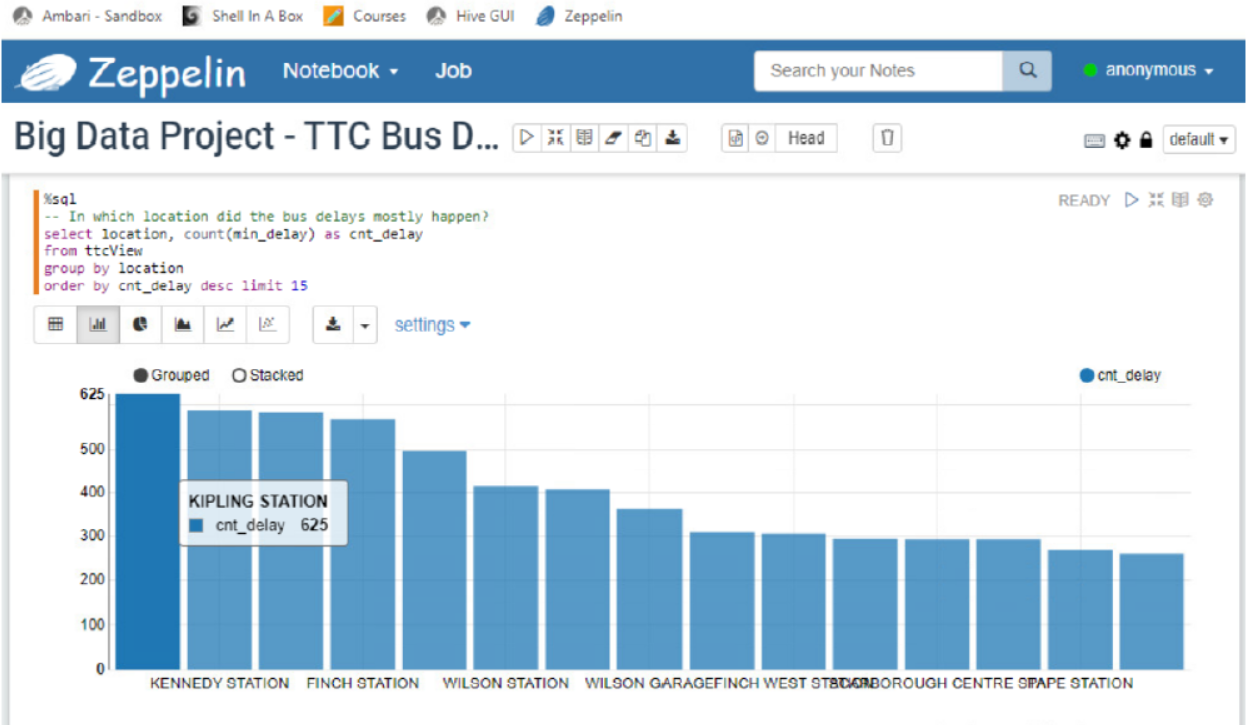 Ambari - Sandbox Shell In A Box Courses Hive GUI Zeppelin
Zeppelin Notebook Job Search your Notes anonymous
Big Data Project - TTC Bus D... Head default
%sql READY
-- In which location did the bus delays mostly happen?
select location, count(min_delay) as cnt_delay
from ttcView
group by location
order by cnt_delay desc limit 15
settings
Grouped Stacked cnt_delay
625
500
400
KIPLING STATION
cnt_delay 625
300
200
100
0
KENNEDY STATION FINCH STATION WILSON STATION WILSON GARAGE FINCH WEST STATION SCARBOROUGH CENTRE STPAPE STATION